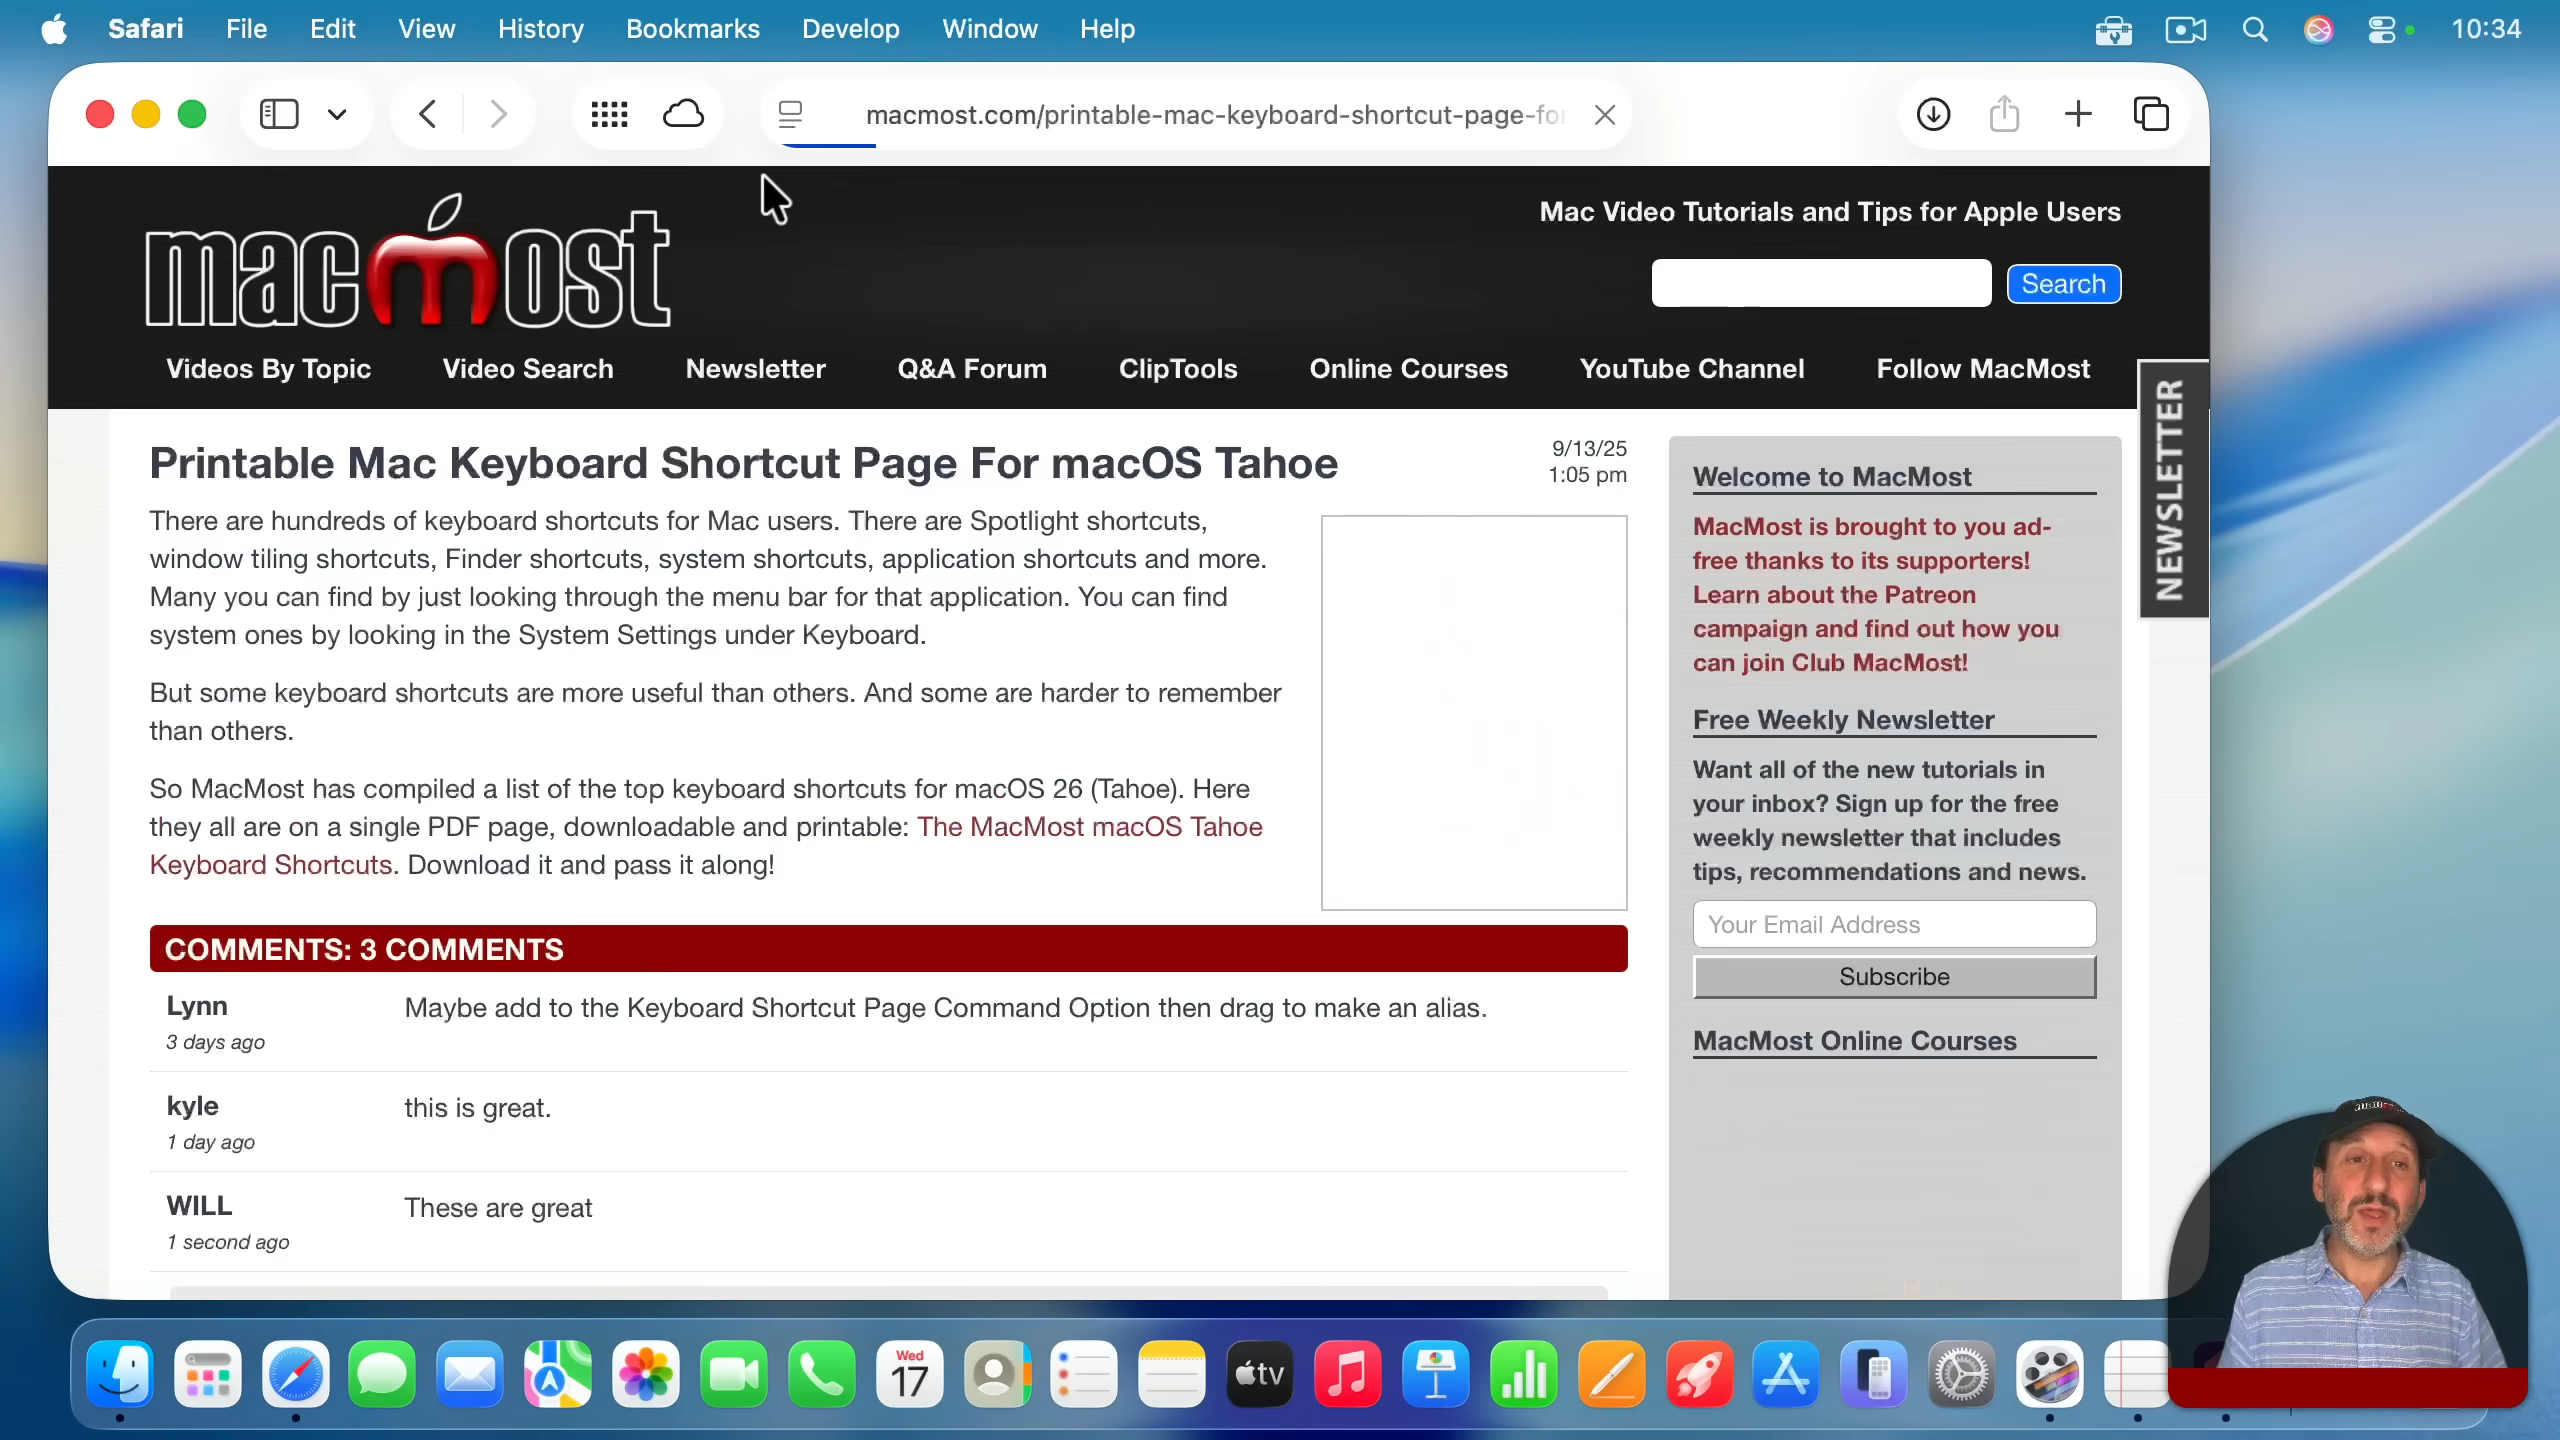 Safari File Edit View History Bookmarks Develop Window Help 10:34
macmost.com/printable-mac-keyboard-shortcut-page-for
macmost
Mac Video Tutorials and Tips for Apple Users
Search
Videos By Topic Video Search Newsletter Q&A Forum ClipTools Online Courses YouTube Channel Follow MacMost
NEWSLETTER
Printable Mac Keyboard Shortcut Page For macOS Tahoe
9/13/25
1:05 pm
There are hundreds of keyboard shortcuts for Mac users. There are Spotlight shortcuts,
window tiling shortcuts, Finder shortcuts, system shortcuts, application shortcuts and more.
Many you can find by just looking through the menu bar for that application. You can find
system ones by looking in the System Settings under Keyboard.
But some keyboard shortcuts are more useful than others. And some are harder to remember
than others.
So MacMost has compiled a list of the top keyboard shortcuts for macOS 26 (Tahoe). Here
they all are on a single PDF page, downloadable and printable: The MacMost macOS Tahoe
Keyboard Shortcuts. Download it and pass it along!
COMMENTS: 3 COMMENTS
Lynn
3 days ago
Maybe add to the Keyboard Shortcut Page Command Option then drag to make an alias.
kyle
1 day ago
this is great.
WILL
1 second ago
These are great
Welcome to MacMost
MacMost is brought to you ad-
free thanks to its supporters!
Learn about the Patreon
campaign and find out how you
can join Club MacMost!
Free Weekly Newsletter
Want all of the new tutorials in
your inbox? Sign up for the free
weekly newsletter that includes
tips, recommendations and news.
Your Email Address
Subscribe
MacMost Online Courses
Wed
17
tv